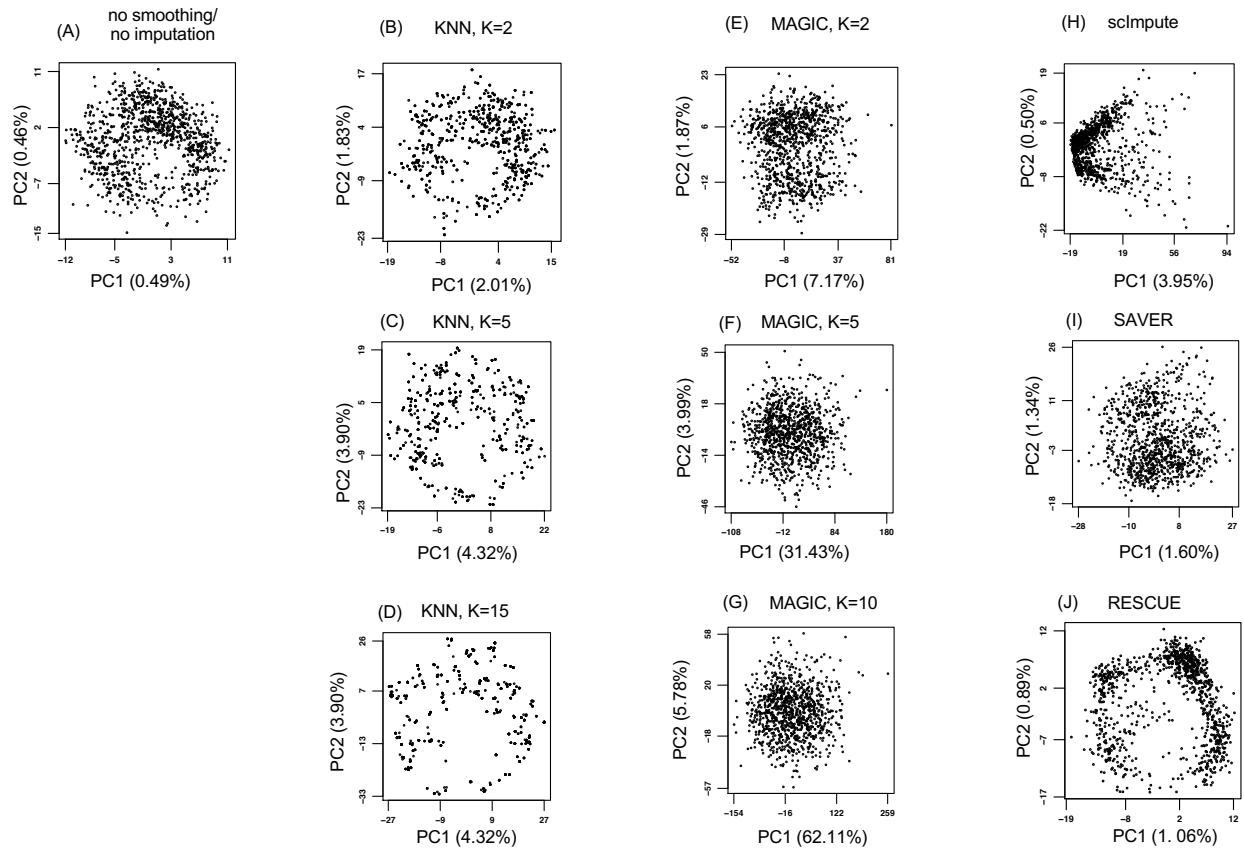 (A) no smoothing/
no imputation
PC2 (0.46%)
11
2
−7
−15
−12 −5 3 11
PC1 (0.49%)
(B) KNN, K=2
PC2 (1.83%)
17
4
−9
−23
−19 −8 4 15
PC1 (2.01%)
(C) KNN, K=5
PC2 (3.90%)
19
5
−9
−23
−19 −6 8 22
PC1 (4.32%)
(D) KNN, K=15
PC2 (3.90%)
26
7
−13
−33
−27 −9 9 27
PC1 (4.32%)
(E) MAGIC, K=2
PC2 (1.87%)
23
6
−12
−29
−52 −8 37 81
PC1 (7.17%)
(F) MAGIC, K=5
PC2 (3.99%)
50
18
−14
−46
−108 −12 84 180
PC1 (31.43%)
(G) MAGIC, K=10
PC2 (5.78%)
58
20
−18
−57
−154 −16 122 259
PC1 (62.11%)
(H) scImpute
PC2 (0.50%)
19
6
−8
−22
−19 19 56 94
PC1 (3.95%)
(I) SAVER
PC2 (1.34%)
26
11
−3
−18
−28 −10 8 27
PC1 (1.60%)
(J) RESCUE
PC2 (0.89%)
12
2
−7
−17
−19 −8 2 12
PC1 (1. 06%)